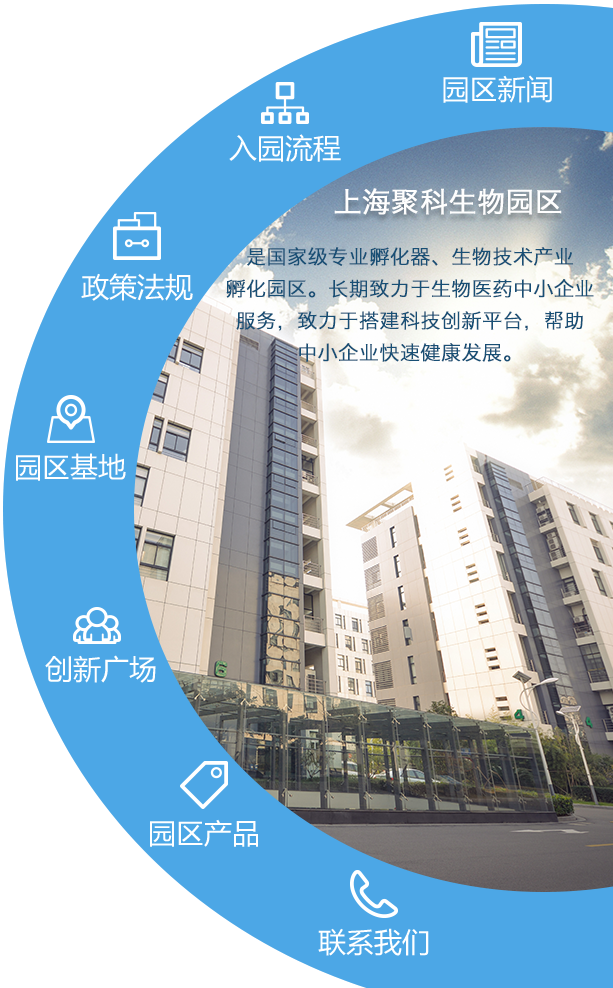 园区新闻
入园流程
上海聚科生物园区
政策法规
是国家级专业孵化器、生物技术产业
孵化园区。长期致力于生物医药中小企业
服务，致力于搭建科技创新平台，帮助
中小企业快速健康发展。
园区基地
创新广场
6
4
4
园区产品
联系我们